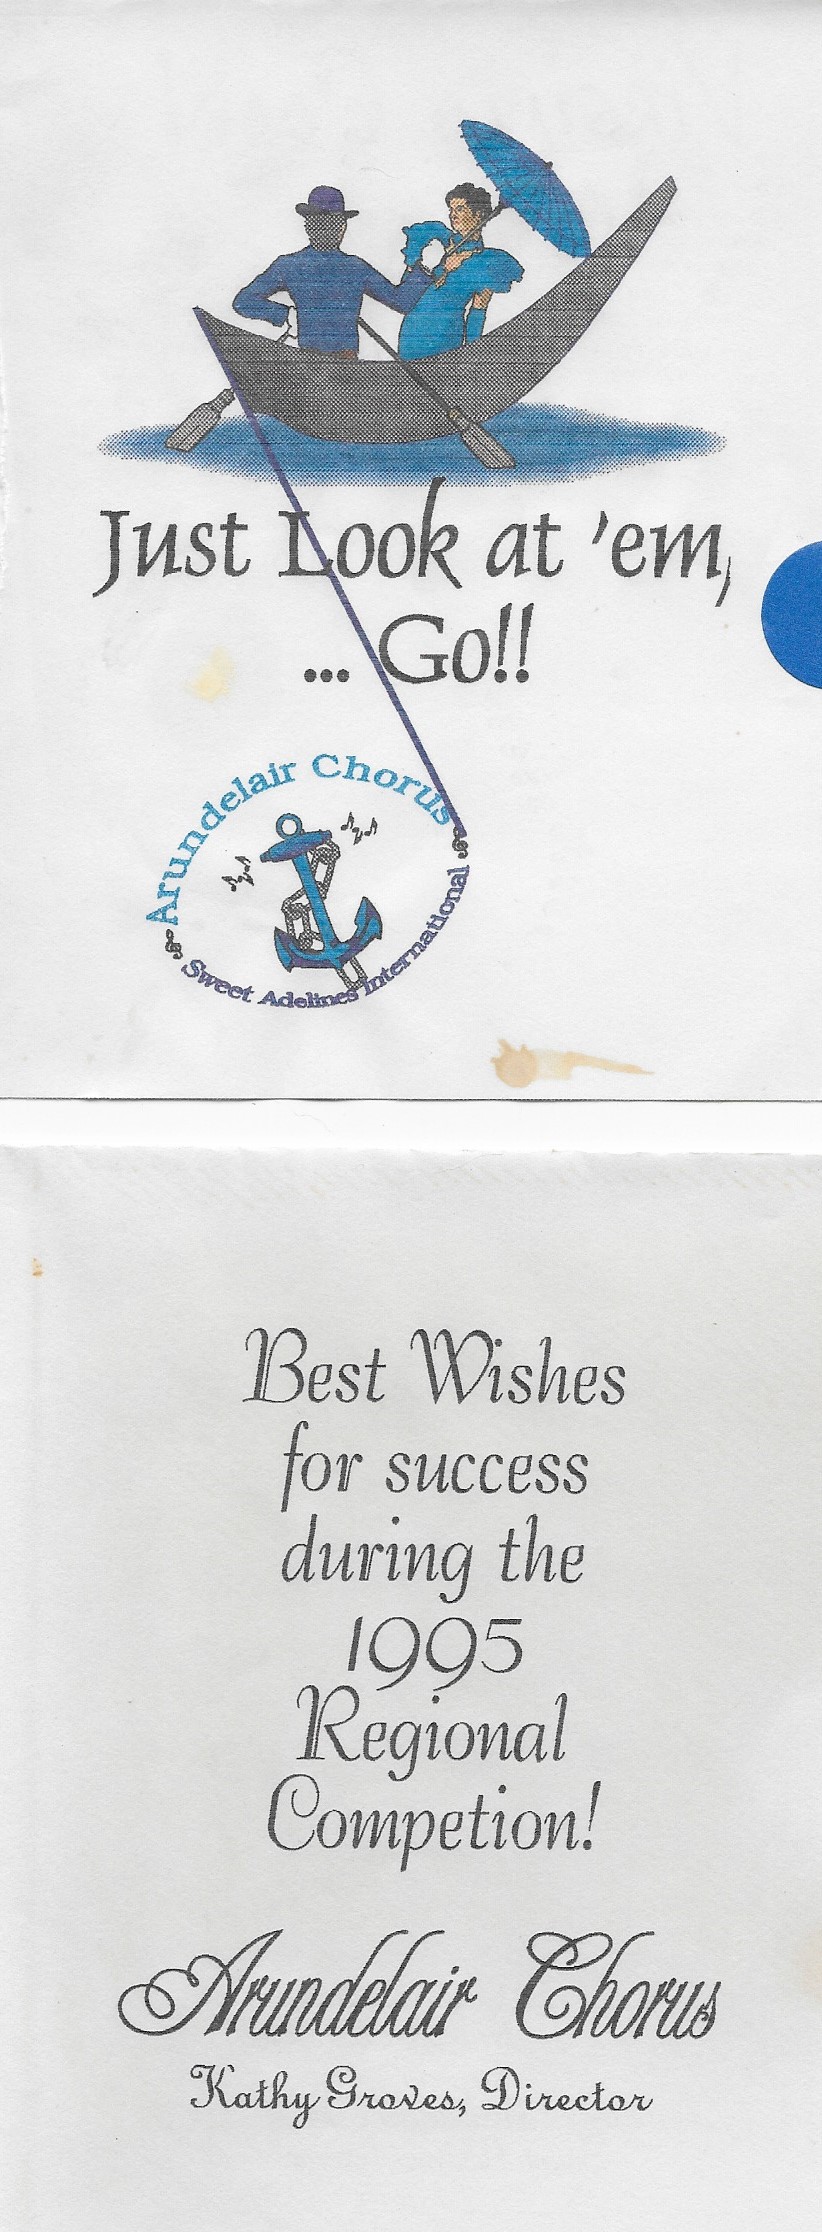 Just Look at 'em,
... Go!!
Arundelair Chorus
Sweet Adelines International
Best Wishes
for success
during the
1995
Regional
Competion!
Arundelair Chorus
Kathy Groves, Director